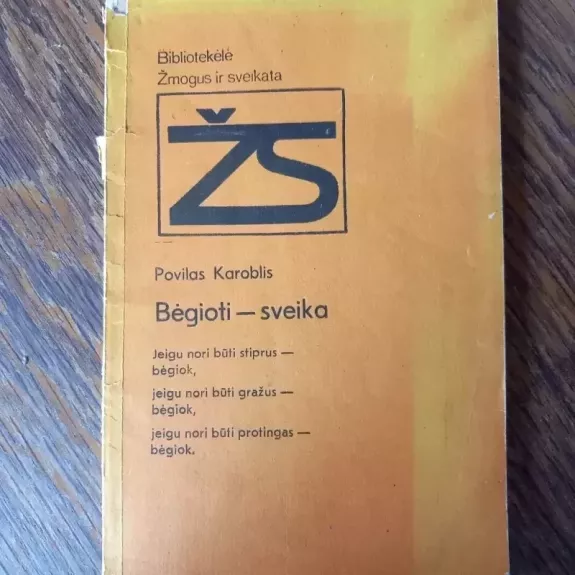 Bibliotekėlė
Žmogus ir sveikata
ŽS
Povilas Karoblis
Bėgioti — sveika
Jeigu nori būti stiprus —
bėgiok,
jeigu nori būti gražus —
bėgiok,
jeigu nori būti protingas —
bėgiok.